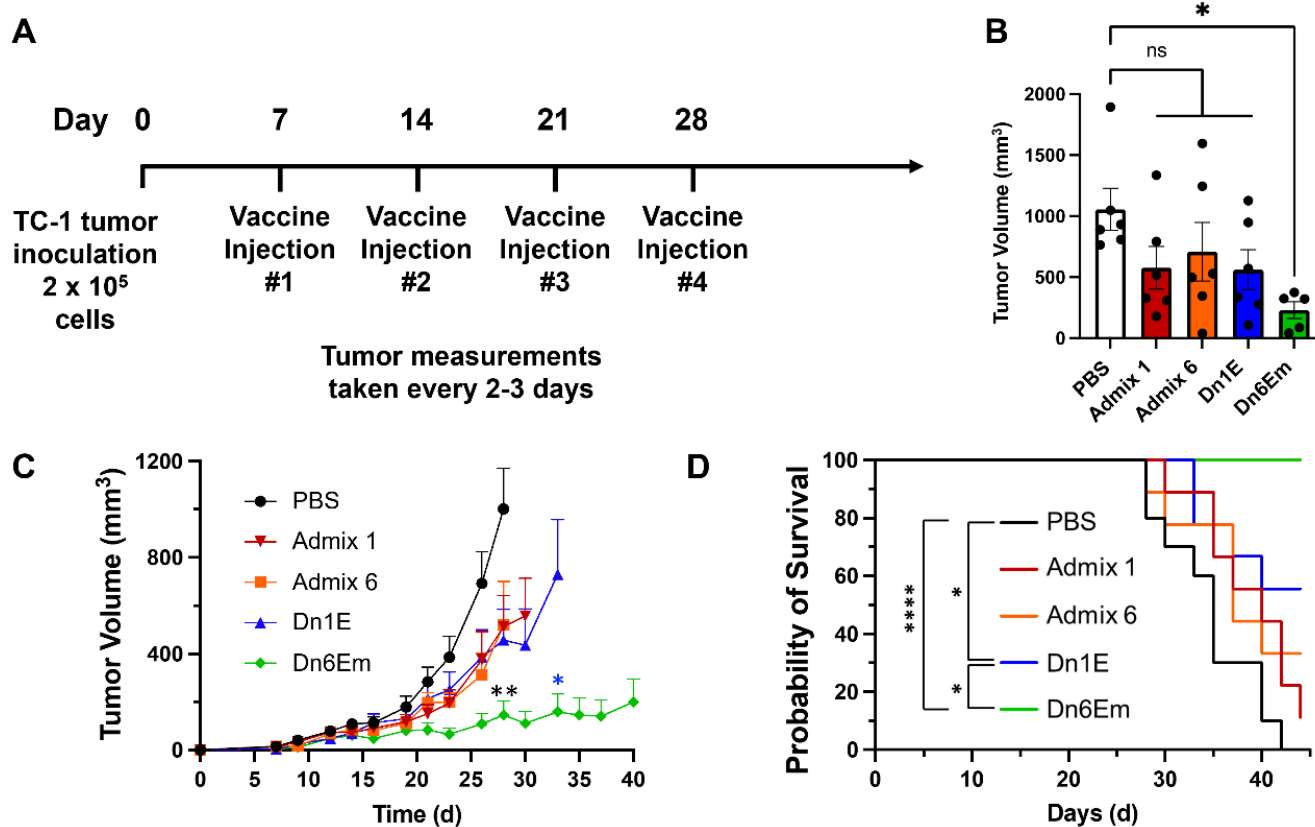 A
Day 0 7 14 21 28
TC-1 tumor
inoculation
2 x 10⁵
cells
Vaccine
Injection
#1
Vaccine
Injection
#2
Vaccine
Injection
#3
Vaccine
Injection
#4
Tumor measurements
taken every 2-3 days
B
*
ns
Tumor Volume (mm³)
2000
1500
1000
500
0
PBS
Admix 1
Admix 6
Dn1E
Dn6Em
C
Tumor Volume (mm³)
1200
800
400
0
PBS
Admix 1
Admix 6
Dn1E
Dn6Em
**
*
0 5 10 15 20 25 30 35 40
Time (d)
D
Probability of Survival
100
80
60
40
20
0
****
*
*
PBS
Admix 1
Admix 6
Dn1E
Dn6Em
0 10 20 30 40
Days (d)